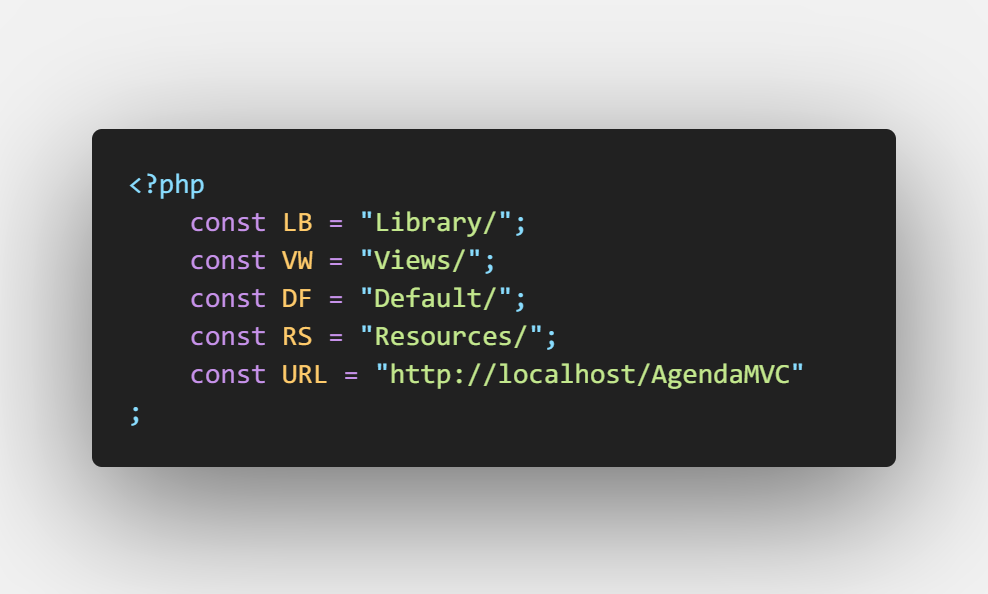 <?php
    const LB = "Library/";
    const VW = "Views/";
    const DF = "Default/";
    const RS = "Resources/";
    const URL = "http://localhost/AgendaMVC"
;